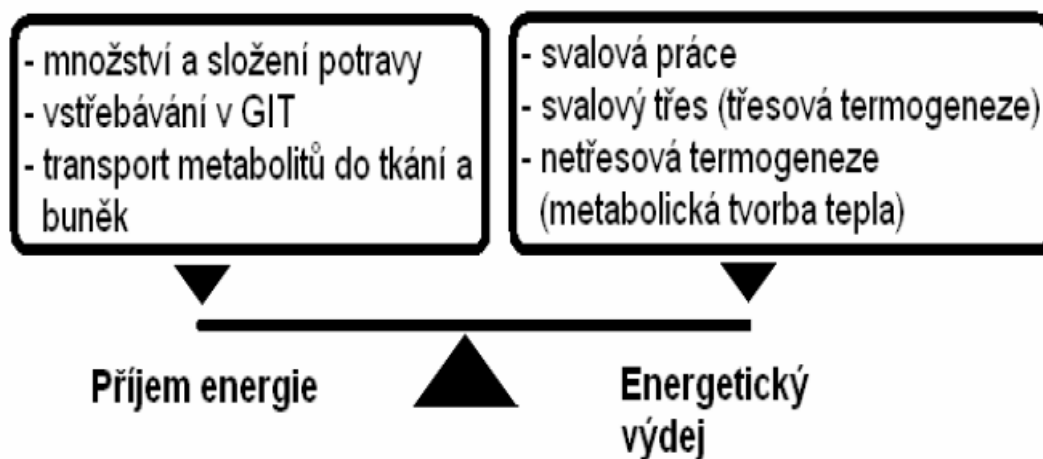 - množství a složení potravy
- vstřebávání v GIT
- transport metabolitů do tkání a
buněk
- svalová práce
- svalový třes (třesová termogeneze)
- netřesová termogeneze
(metabolická tvorba tepla)
Příjem energie
Energetický
výdej